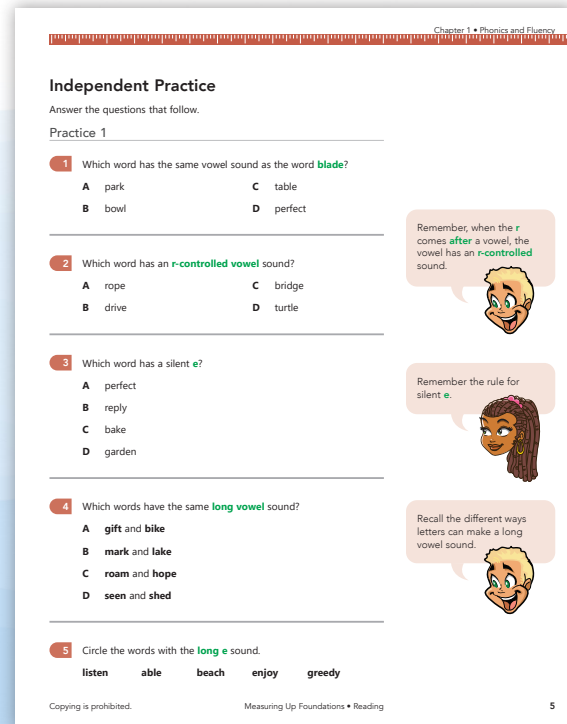 Chapter 1 • Phonics and Fluency
Independent Practice
Answer the questions that follow.
Practice 1
1 Which word has the same vowel sound as the word blade?
A park C table
B bowl D perfect
2 Which word has an r-controlled vowel sound?
A rope C bridge
B drive D turtle
Remember, when the r
comes after a vowel, the
vowel has an r-controlled
sound.
3 Which word has a silent e?
A perfect
B reply
C bake
D garden
Remember the rule for
silent e.
4 Which words have the same long vowel sound?
A gift and bike
B mark and lake
C roam and hope
D seen and shed
Recall the different ways
letters can make a long
vowel sound.
5 Circle the words with the long e sound.
listen able beach enjoy greedy
Copying is prohibited. Measuring Up Foundations • Reading 5